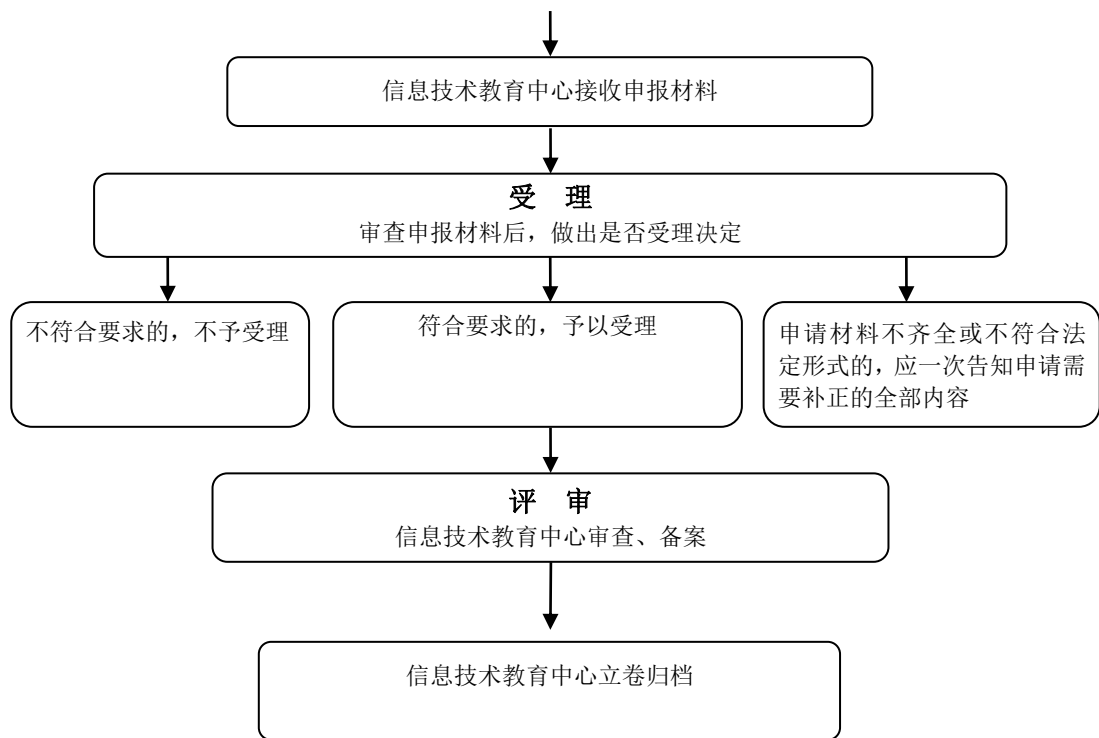 信息技术教育中心接收申报材料
受 理
审查申报材料后，做出是否受理决定
不符合要求的，不予受理
符合要求的，予以受理
申请材料不齐全或不符合法
定形式的，应一次告知申请需
要补正的全部内容
评 审
信息技术教育中心审查、备案
信息技术教育中心立卷归档